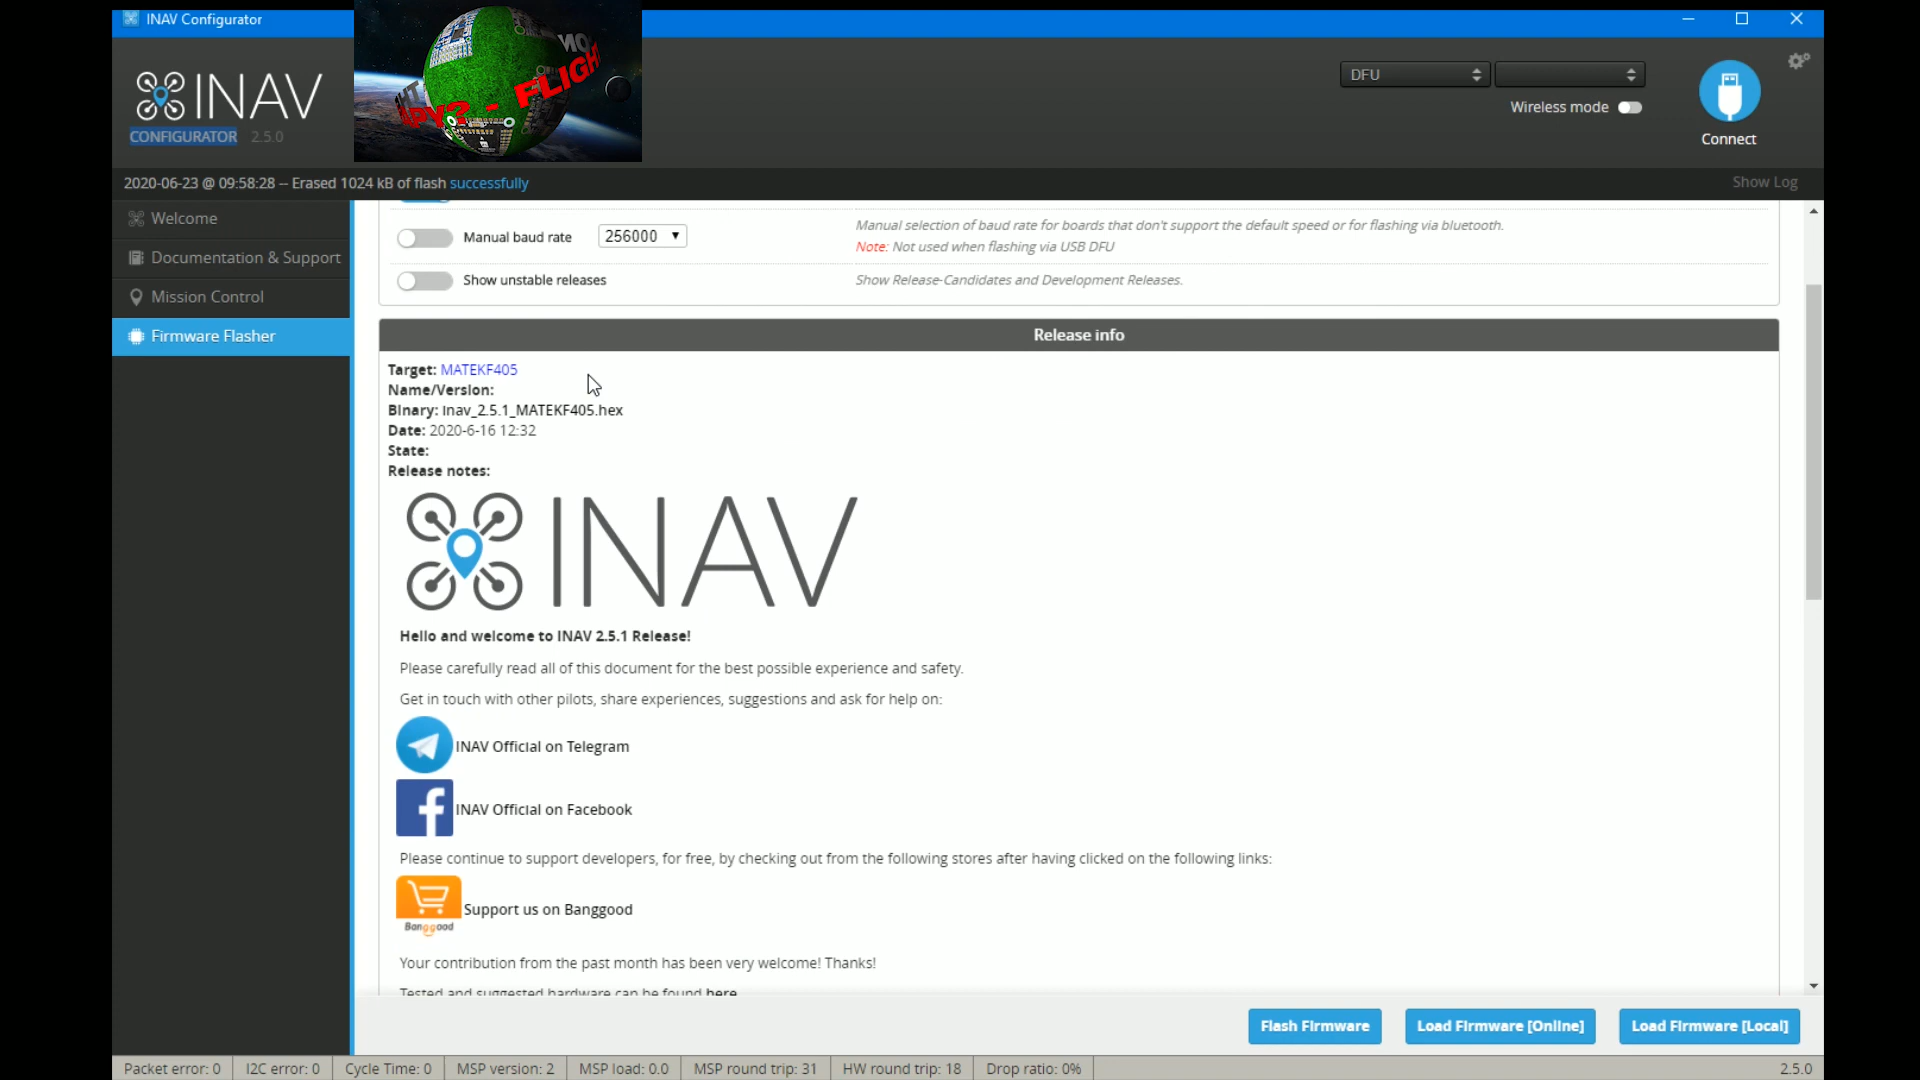 INAV Configurator
INAV
CONFIGURATOR 2.5.0
ON
FLIGHT
DFU
Wireless mode
Connect
2020-06-23 @ 09:58:28 -- Erased 1024 kB of flash successfully
Show Log
Welcome
Documentation & Support
Mission Control
Firmware Flasher
Manual baud rate 256000
Manual selection of baud rate for boards that don't support the default speed or for flashing via bluetooth.
Note: Not used when flashing via USB DFU
Show unstable releases
Show Release-Candidates and Development Releases.
Release info
Target: MATEKF405
Name/Version:
Binary: inav_2.5.1_MATEKF405.hex
Date: 2020-6-16 12:32
State:
Release notes:
INAV
Hello and welcome to INAV 2.5.1 Release!
Please carefully read all of this document for the best possible experience and safety.
Get in touch with other pilots, share experiences, suggestions and ask for help on:
INAV Official on Telegram
INAV Official on Facebook
Please continue to support developers, for free, by checking out from the following stores after having clicked on the following links:
Banggood
Support us on Banggood
Your contribution from the past month has been very welcome! Thanks!
Tested and suggested hardware can be found here
Flash Firmware
Load Firmware [Online]
Load Firmware [Local]
Packet error: 0
I2C error: 0
Cycle Time: 0
MSP version: 2
MSP load: 0.0
MSP round trip: 31
HW round trip: 18
Drop ratio: 0%
2.5.0